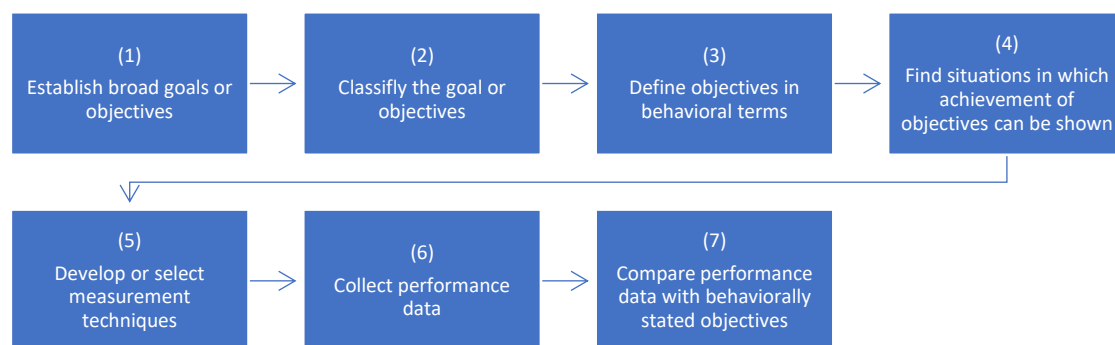 (1)
Establish broad goals or
objectives
(2)
Classifly the goal or
objectives
(3)
Define objectives in
behavioral terms
(4)
Find situations in which
achievement of
objectives can be shown
(5)
Develop or select
measurement
techniques
(6)
Collect performance
data
(7)
Compare performance
data with behaviorally
stated objectives